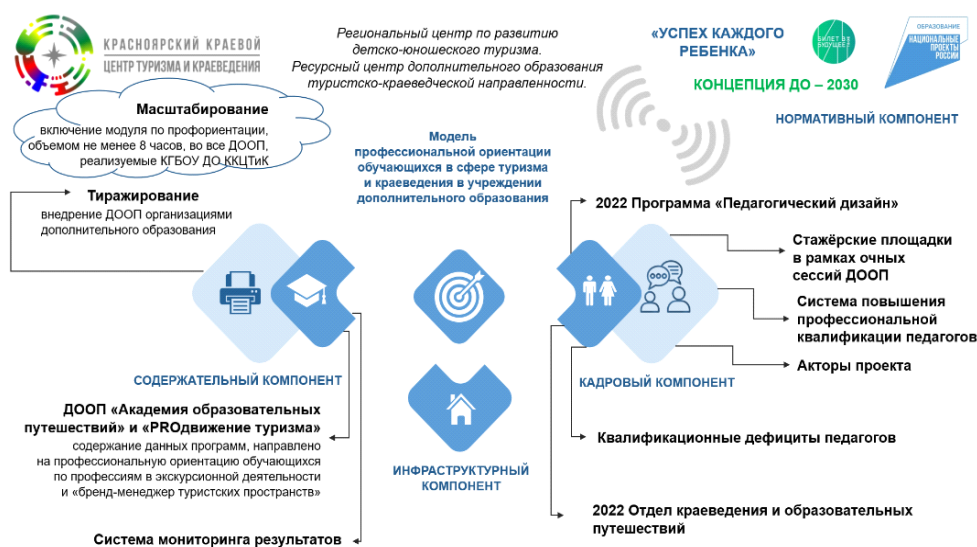 КРАСНОЯРСКИЙ КРАЕВОЙ
ЦЕНТР ТУРИЗМА И КРАЕВЕДЕНИЯ
Региональный центр по развитию
детско-юношеского туризма.
Ресурсный центр дополнительного образования
туристско-краеведческой направленности.
«УСПЕХ КАЖДОГО
РЕБЕНКА»
БИЛЕТ В
БУДУЩЕЕ
ОБРАЗОВАНИЕ
НАЦИОНАЛЬНЫЕ
ПРОЕКТЫ
РОССИИ
КОНЦЕПЦИЯ ДО – 2030
НОРМАТИВНЫЙ КОМПОНЕНТ
Масштабирование
включение модуля по профориентации,
объемом не менее 8 часов, во все ДООП,
реализуемые КГБОУ ДО ККЦТиК
Модель
профессиональной ориентации
обучающихся в сфере туризма
и краеведения в учреждении
дополнительного образования
Тиражирование
внедрение ДООП организациями
дополнительного образования
2022 Программа «Педагогический дизайн»
Стажёрские площадки
в рамках очных
сессий ДООП
Система повышения
профессиональной
квалификации педагогов
Акторы проекта
СОДЕРЖАТЕЛЬНЫЙ КОМПОНЕНТ
КАДРОВЫЙ КОМПОНЕНТ
ДООП «Академия образовательных
путешествий» и «PROдвижение туризма»
содержание данных программ, направлено
на профессиональную ориентацию обучающихся
по профессиям в экскурсионной деятельности
и «бренд-менеджер туристских пространств»
Квалификационные дефициты педагогов
ИНФРАСТРУКТУРНЫЙ
КОМПОНЕНТ
2022 Отдел краеведения и образовательных
путешествий
Система мониторинга результатов